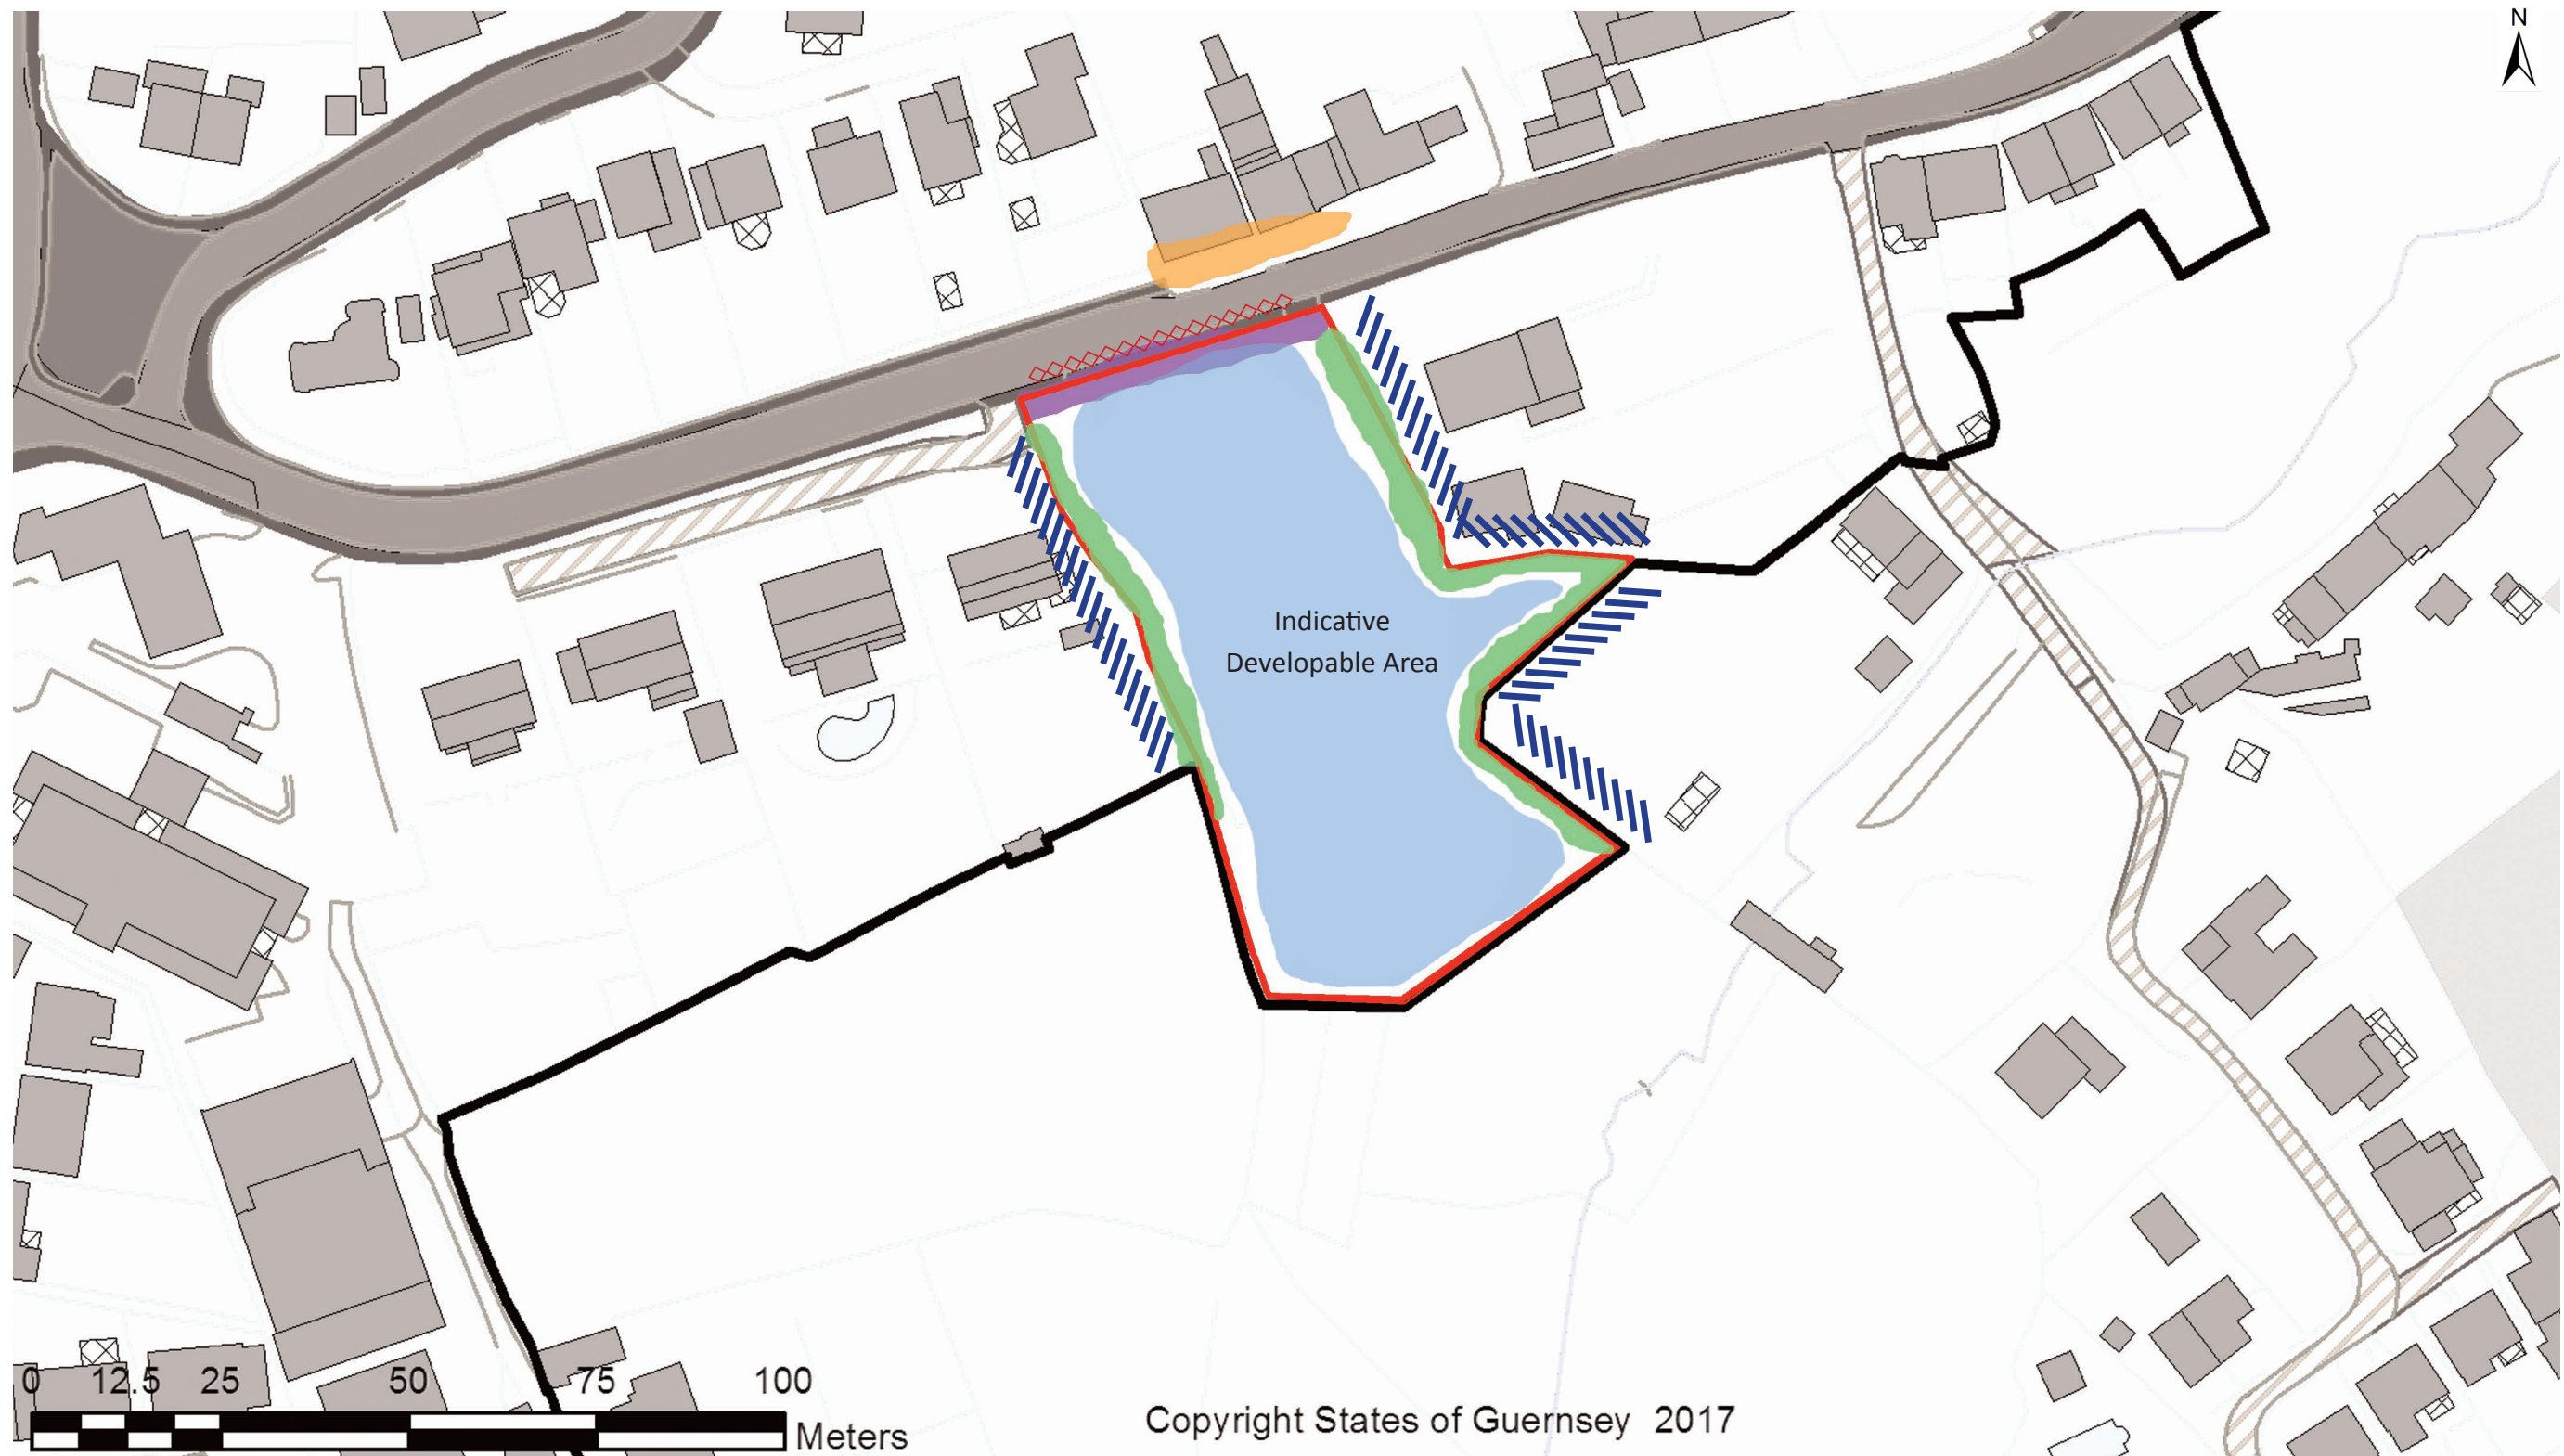 N
Indicative
Developable Area
0 12.5 25 50 75 100
Meters
Copyright States of Guernsey 2017